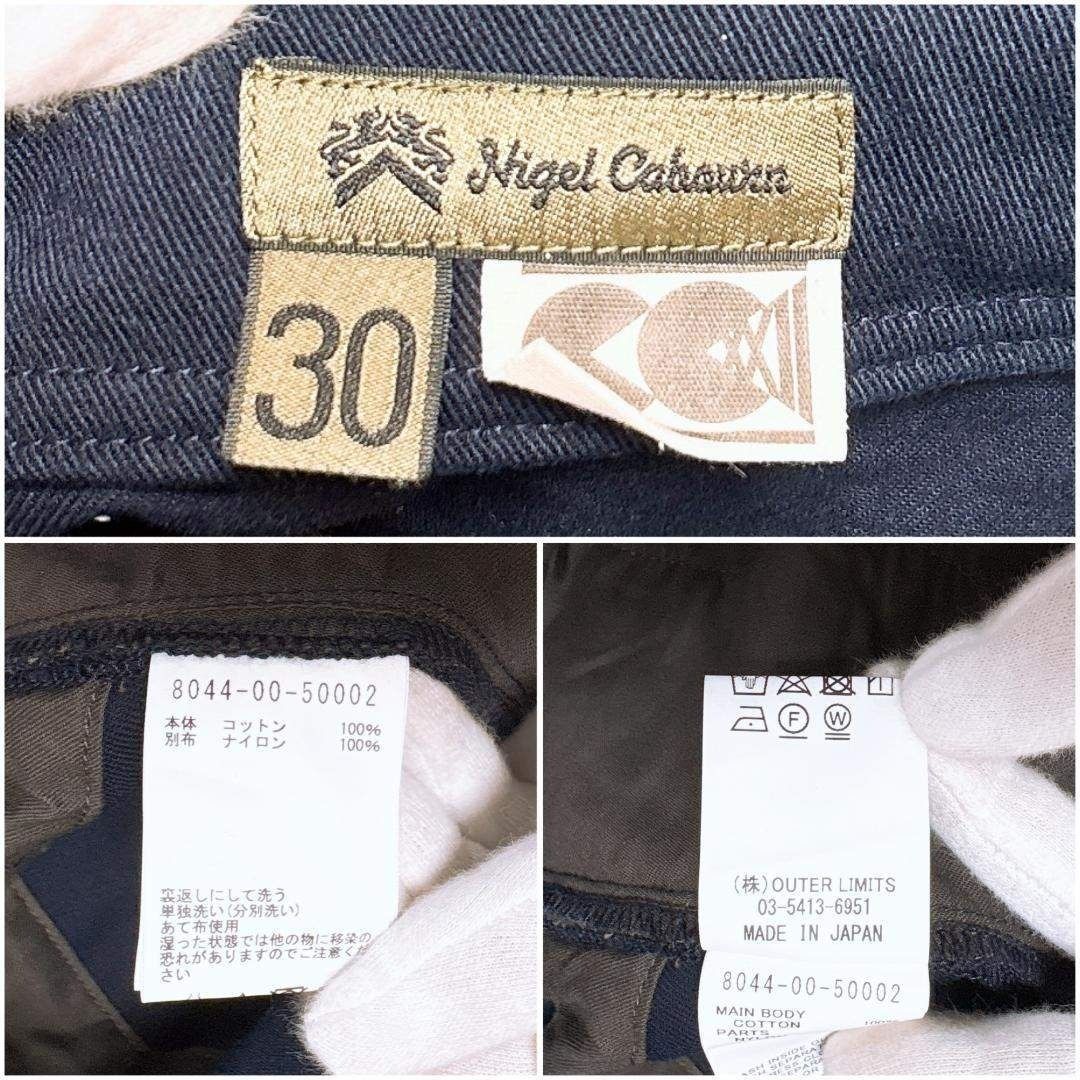 Nigel Cabourn
30
8044-00-50002
本体 コットン 100%
別布 ナイロン 100%
裏返しにして洗う
単独洗い(分別洗い)
あて布使用
湿った状態では他の物に移染の
恐れがありますのでご注意くだ
さい
F W
(株)OUTER LIMITS
03-5413-6951
MADE IN JAPAN
8044-00-50002
MAIN BODY
COTTON 100%
PARTS